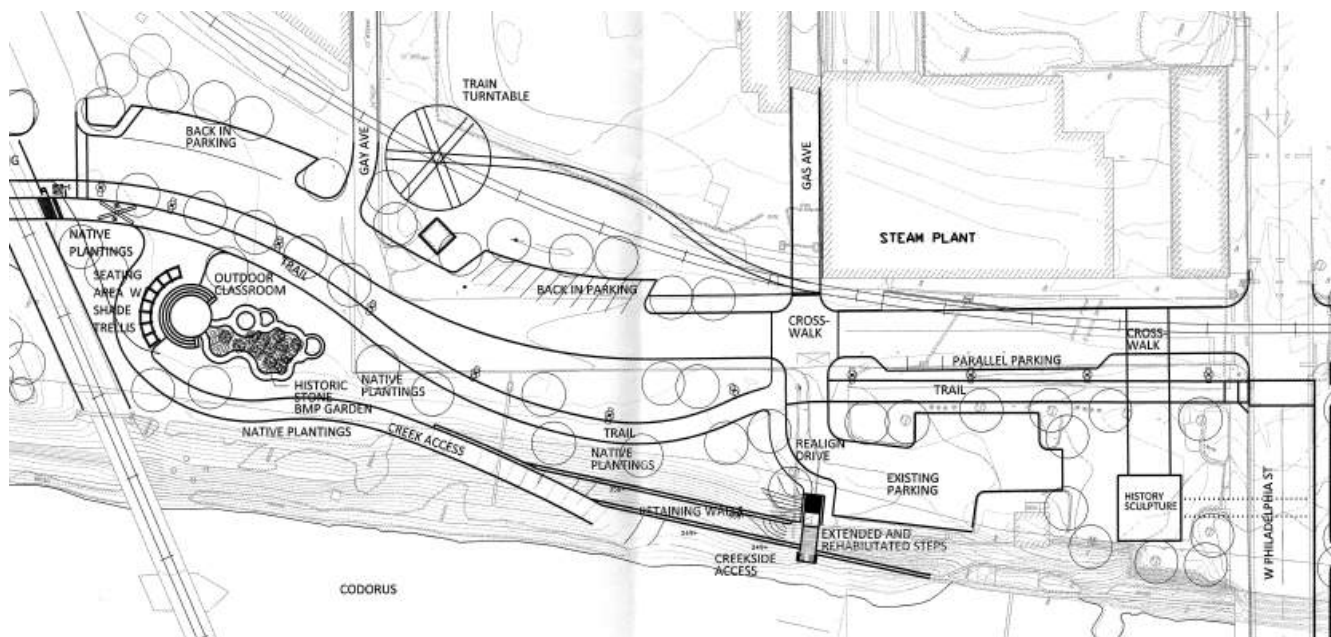 TRAIN
TURNTABLE
BACK IN
PARKING
GAY AVE
GAS AVE
STEAM PLANT
NATIVE
PLANTINGS
SEATING
AREA W
SHADE
TRELLIS
OUTDOOR
CLASSROOM
TRAIL
BACK IN PARKING
CROSS-
WALK
CROSS-
WALK
PARALLEL PARKING
TRAIL
HISTORIC
STONE
BMP GARDEN
NATIVE
PLANTINGS
NATIVE PLANTINGS
CREEK ACCESS
TRAIL
NATIVE
PLANTINGS
REALIGN
DRIVE
EXISTING
PARKING
HISTORY
SCULPTURE
W PHILADELPHIA ST
RETAINING WALLS
EXTENDED AND
REHABIUTATED STEPS
CREEKSIDE
ACCESS
CODORUS